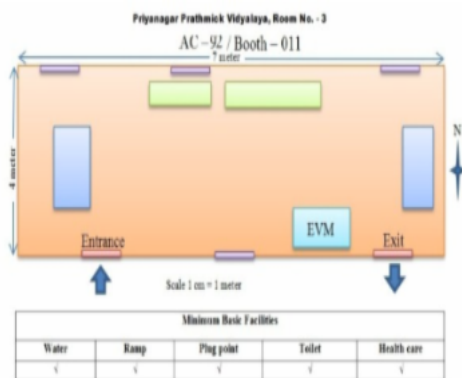 Priyanagar Prathmick Vidyalaya, Room No. - 3
AC - 92 / Booth - 011
7 meter
4 meter
N
EVM
Entrance
Exit
Scale 1 cm = 1 meter
Minimum Basic Facilities
Water Ramp Plug point Toilet Health care
√ √ √ √ √